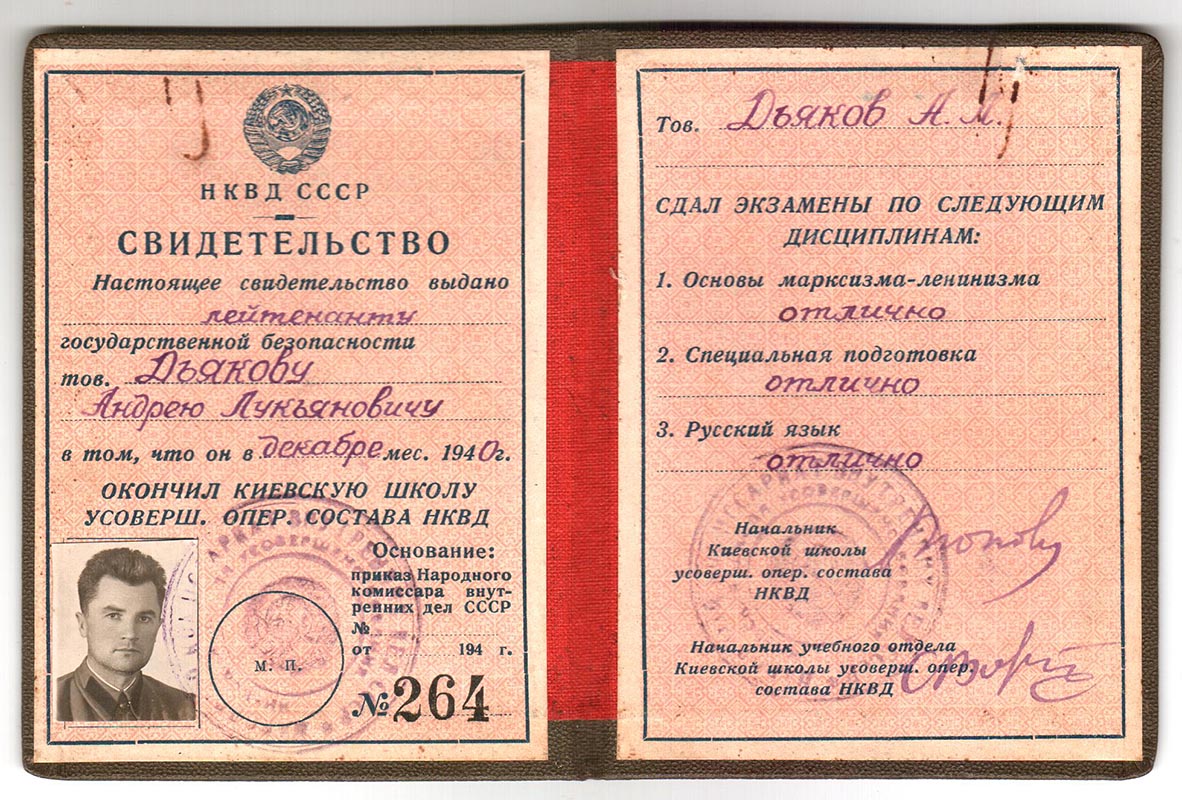 НКВД СССР
СВИДЕТЕЛЬСТВО
Настоящее свидетельство выдано
лейтенанту
государственной безопасности
тов. Дьякову
Андрею Лукьяновичу
в том, что он в декабре мес. 1940г.
ОКОНЧИЛ КИЕВСКУЮ ШКОЛУ
УСОВЕРШ. ОПЕР. СОСТАВА НКВД
Основание:
приказ Народного
комиссара внут-
ренних дел СССР
№
от 194 г.
М. П.
№264
Тов. Дьяков А. Л.
СДАЛ ЭКЗАМЕНЫ ПО СЛЕДУЮЩИМ
ДИСЦИПЛИНАМ:
1. Основы марксизма-ленинизма
отлично
2. Специальная подготовка
отлично
3. Русский язык
отлично
Начальник
Киевской школы
усоверш. опер. состава
НКВД
Начальник учебного отдела
Киевской школы усоверш. опер.
состава НКВД